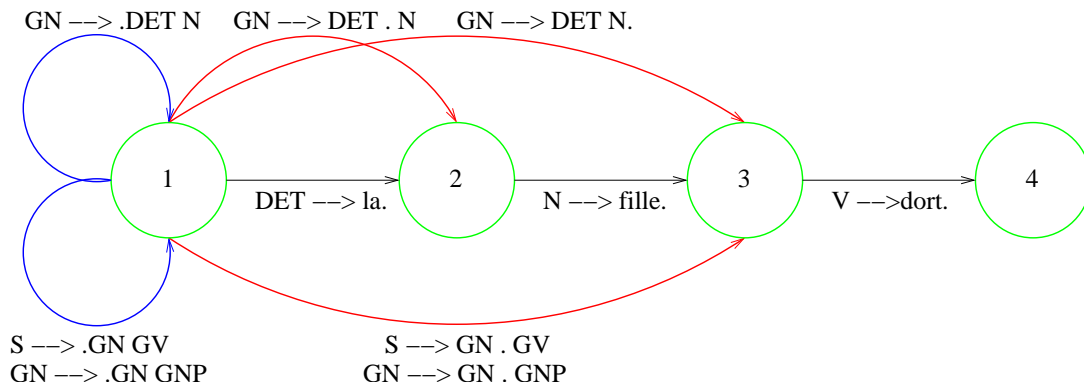 GN −−> .DET N
GN −−> DET . N
GN −−> DET N.
1
2
3
4
DET −−> la.
N −−> fille.
V −−>dort.
S −−> .GN GV
GN −−> .GN GNP
S −−> GN . GV
GN −−> GN . GNP